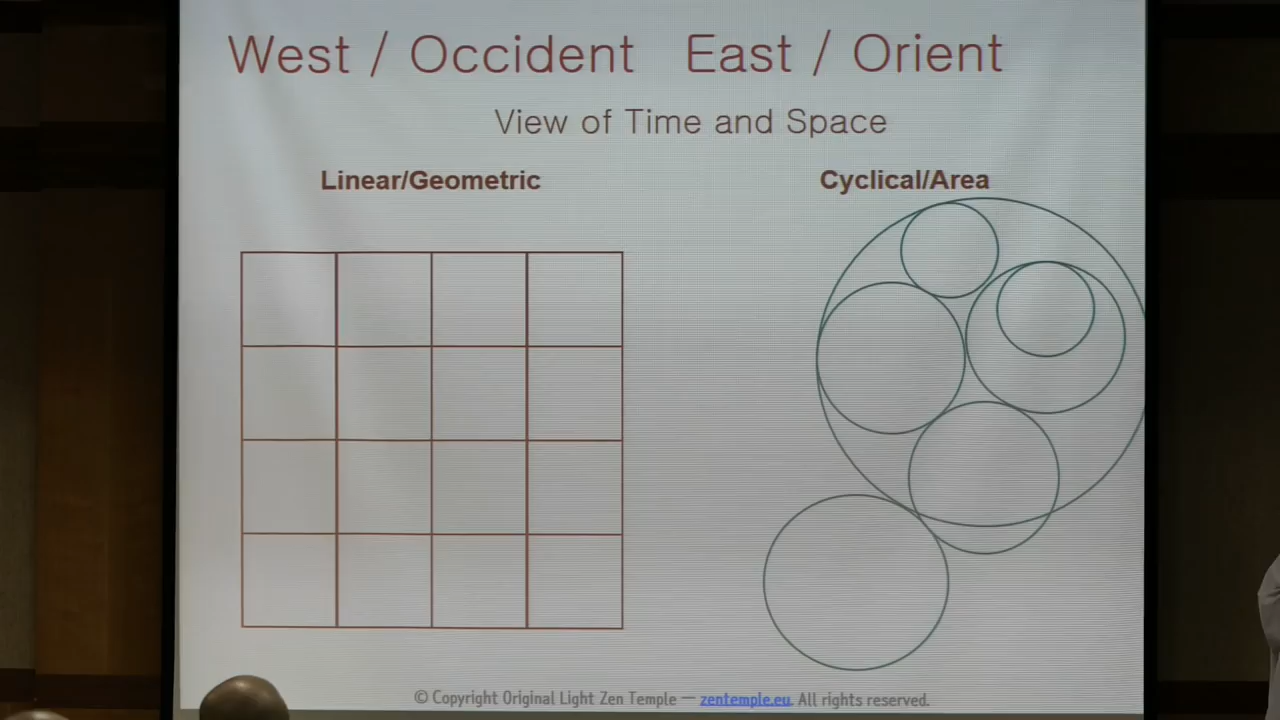 West / Occident East / Orient
View of Time and Space
Linear/Geometric Cyclical/Area
© Copyright Original Light Zen Temple — zentemple.eu. All rights reserved.